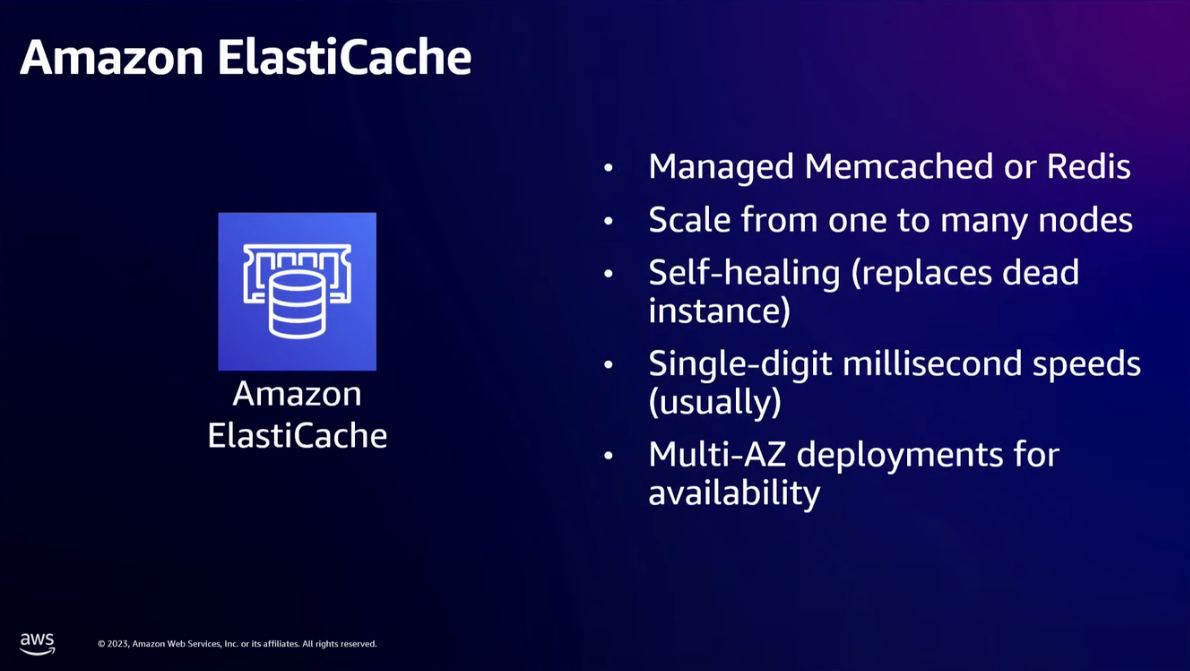 Amazon ElastiCache
Amazon
ElastiCache
• Managed Memcached or Redis
• Scale from one to many nodes
• Self-healing (replaces dead
instance)
• Single-digit millisecond speeds
(usually)
• Multi-AZ deployments for
availability
aws
© 2023, Amazon Web Services, Inc. or its affiliates. All rights reserved.